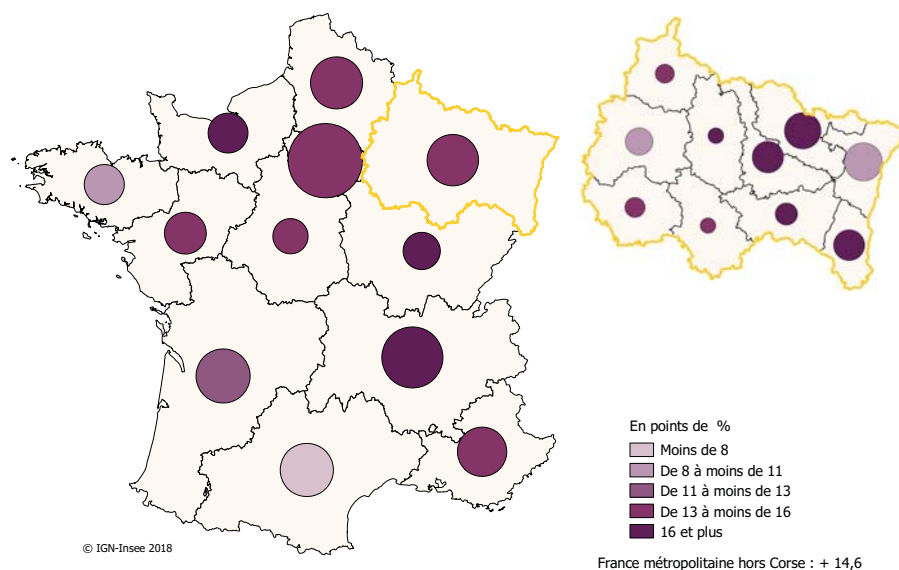 En points de %
Moins de 8
De 8 à moins de 11
De 11 à moins de 13
De 13 à moins de 16
16 et plus
© IGN-Insee 2018
France métropolitaine hors Corse : + 14,6